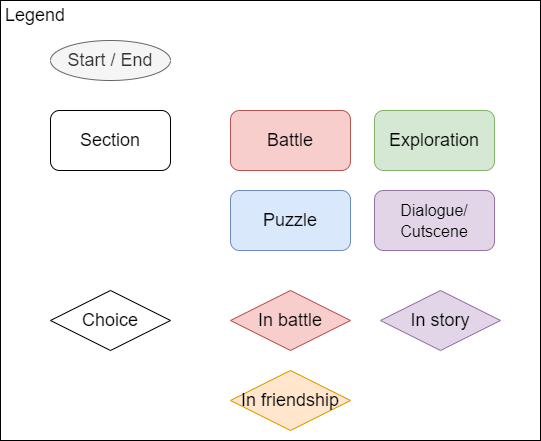 Legend
Start / End
Section
Battle
Exploration
Puzzle
Dialogue/
Cutscene
Choice
In battle
In story
In friendship